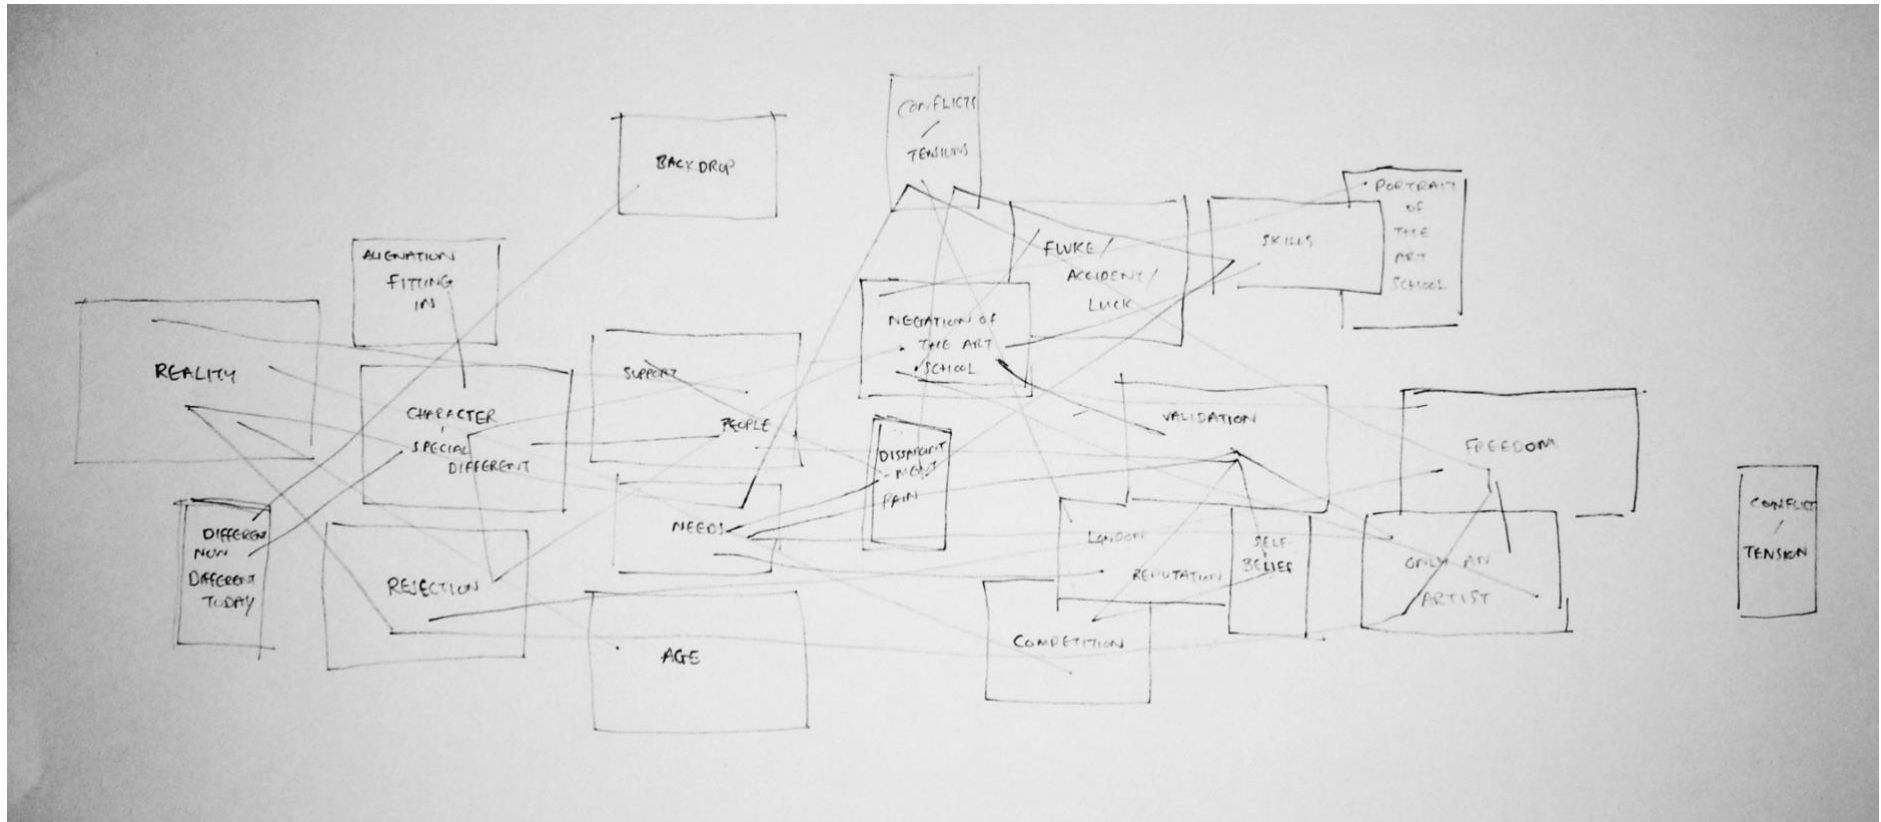 CONFLICTS
/
TENSIONS
BACKDROP
PORTRAIT
OF
THE
ART
SCHOOL
SKILLS
FLUKE/
ACCIDENT/
LUCK
ALIENATION
FITTING
IN
NEGATION OF
THE ART
SCHOOL
REALITY
SUPPORT
PEOPLE
CHARACTER
SPECIAL
DIFFERENT
VALIDATION
FREEDOM
PAIN
NEEDS
CONFLICT
/
TENSION
DIFFEREN
NOW
DIFFERENT
TODAY
REJECTION
LONDON
REPUTATION
SELF-
BELIEF
ONLY AN
ARTIST
AGE
COMPETITION